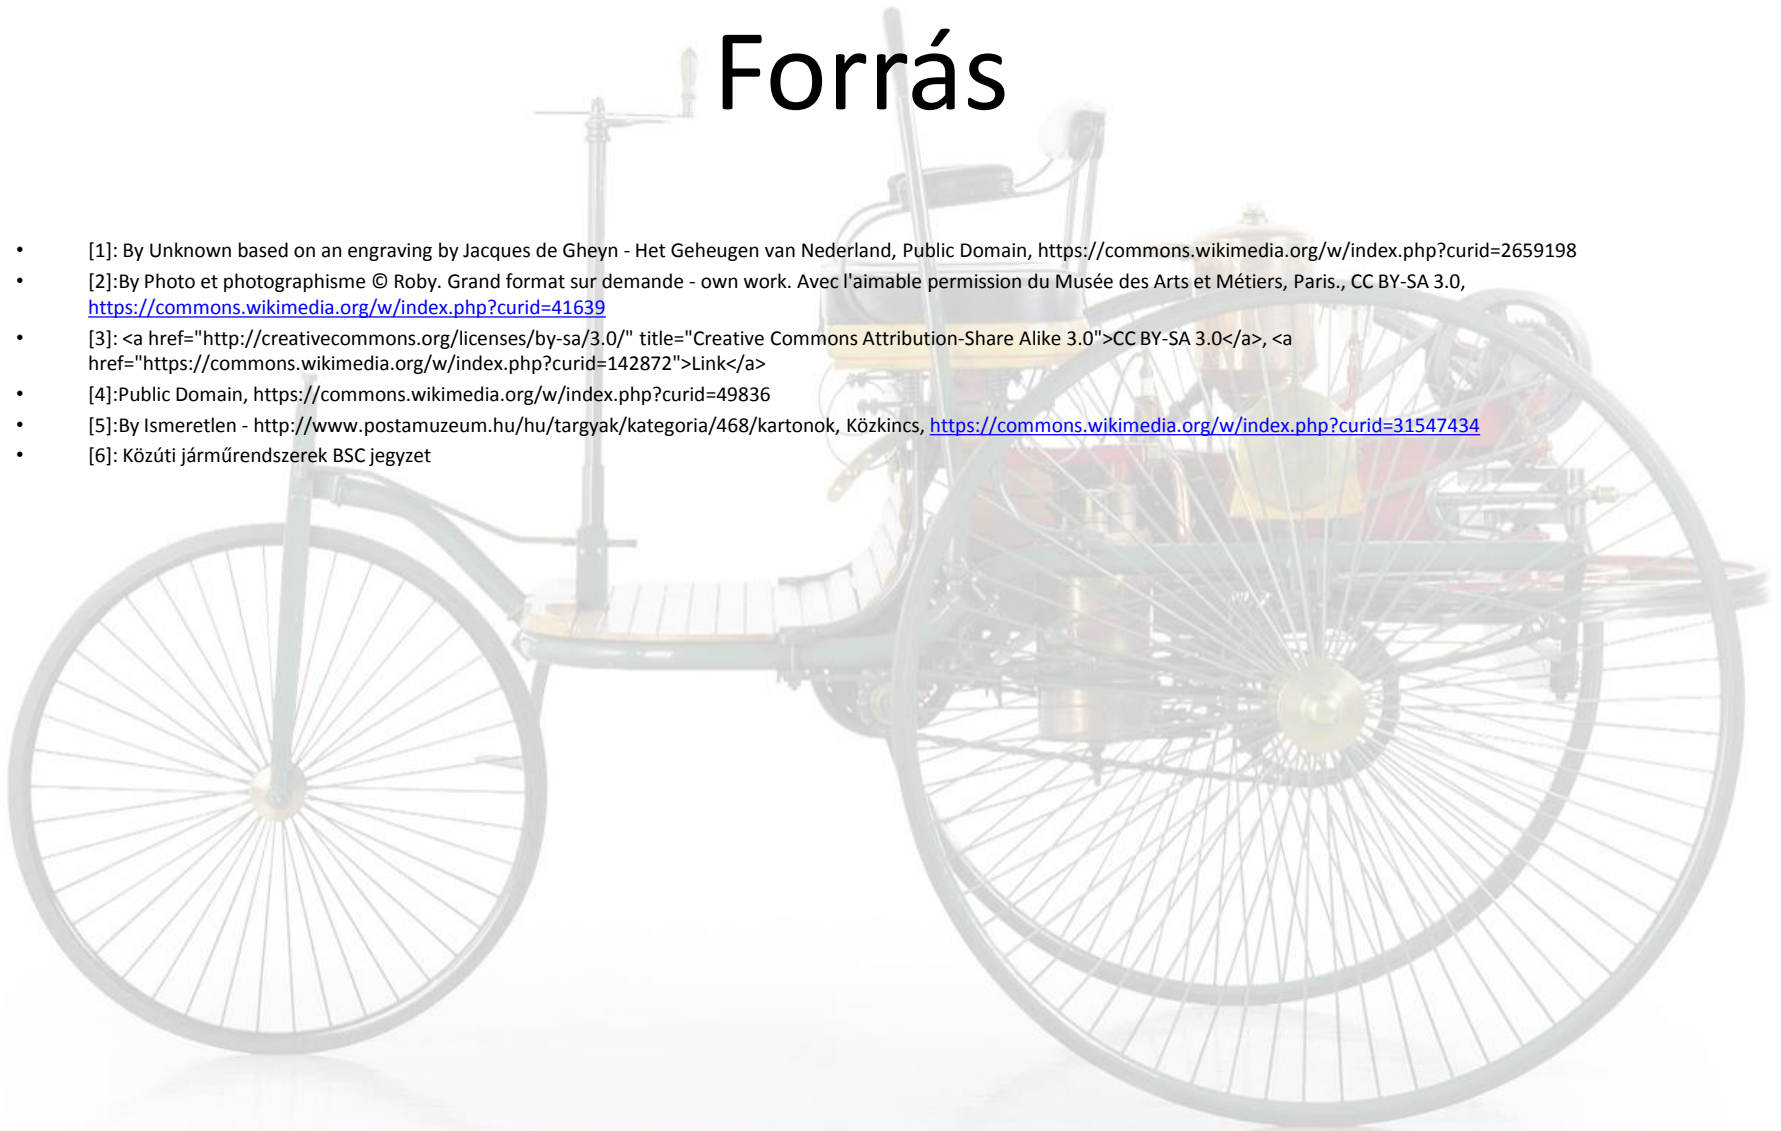 Forrás
• [1]: By Unknown based on an engraving by Jacques de Gheyn - Het Geheugen van Nederland, Public Domain, https://commons.wikimedia.org/w/index.php?curid=2659198
• [2]:By Photo et photographisme © Roby. Grand format sur demande - own work. Avec l'aimable permission du Musée des Arts et Métiers, Paris., CC BY-SA 3.0,
https://commons.wikimedia.org/w/index.php?curid=41639
• [3]: <a href="http://creativecommons.org/licenses/by-sa/3.0/" title="Creative Commons Attribution-Share Alike 3.0">CC BY-SA 3.0</a>, <a
href="https://commons.wikimedia.org/w/index.php?curid=142872">Link</a>
• [4]:Public Domain, https://commons.wikimedia.org/w/index.php?curid=49836
• [5]:By Ismeretlen - http://www.postamuzeum.hu/hu/targyak/kategoria/468/kartonok, Közkincs, https://commons.wikimedia.org/w/index.php?curid=31547434
• [6]: Közúti járműrendszerek BSC jegyzet